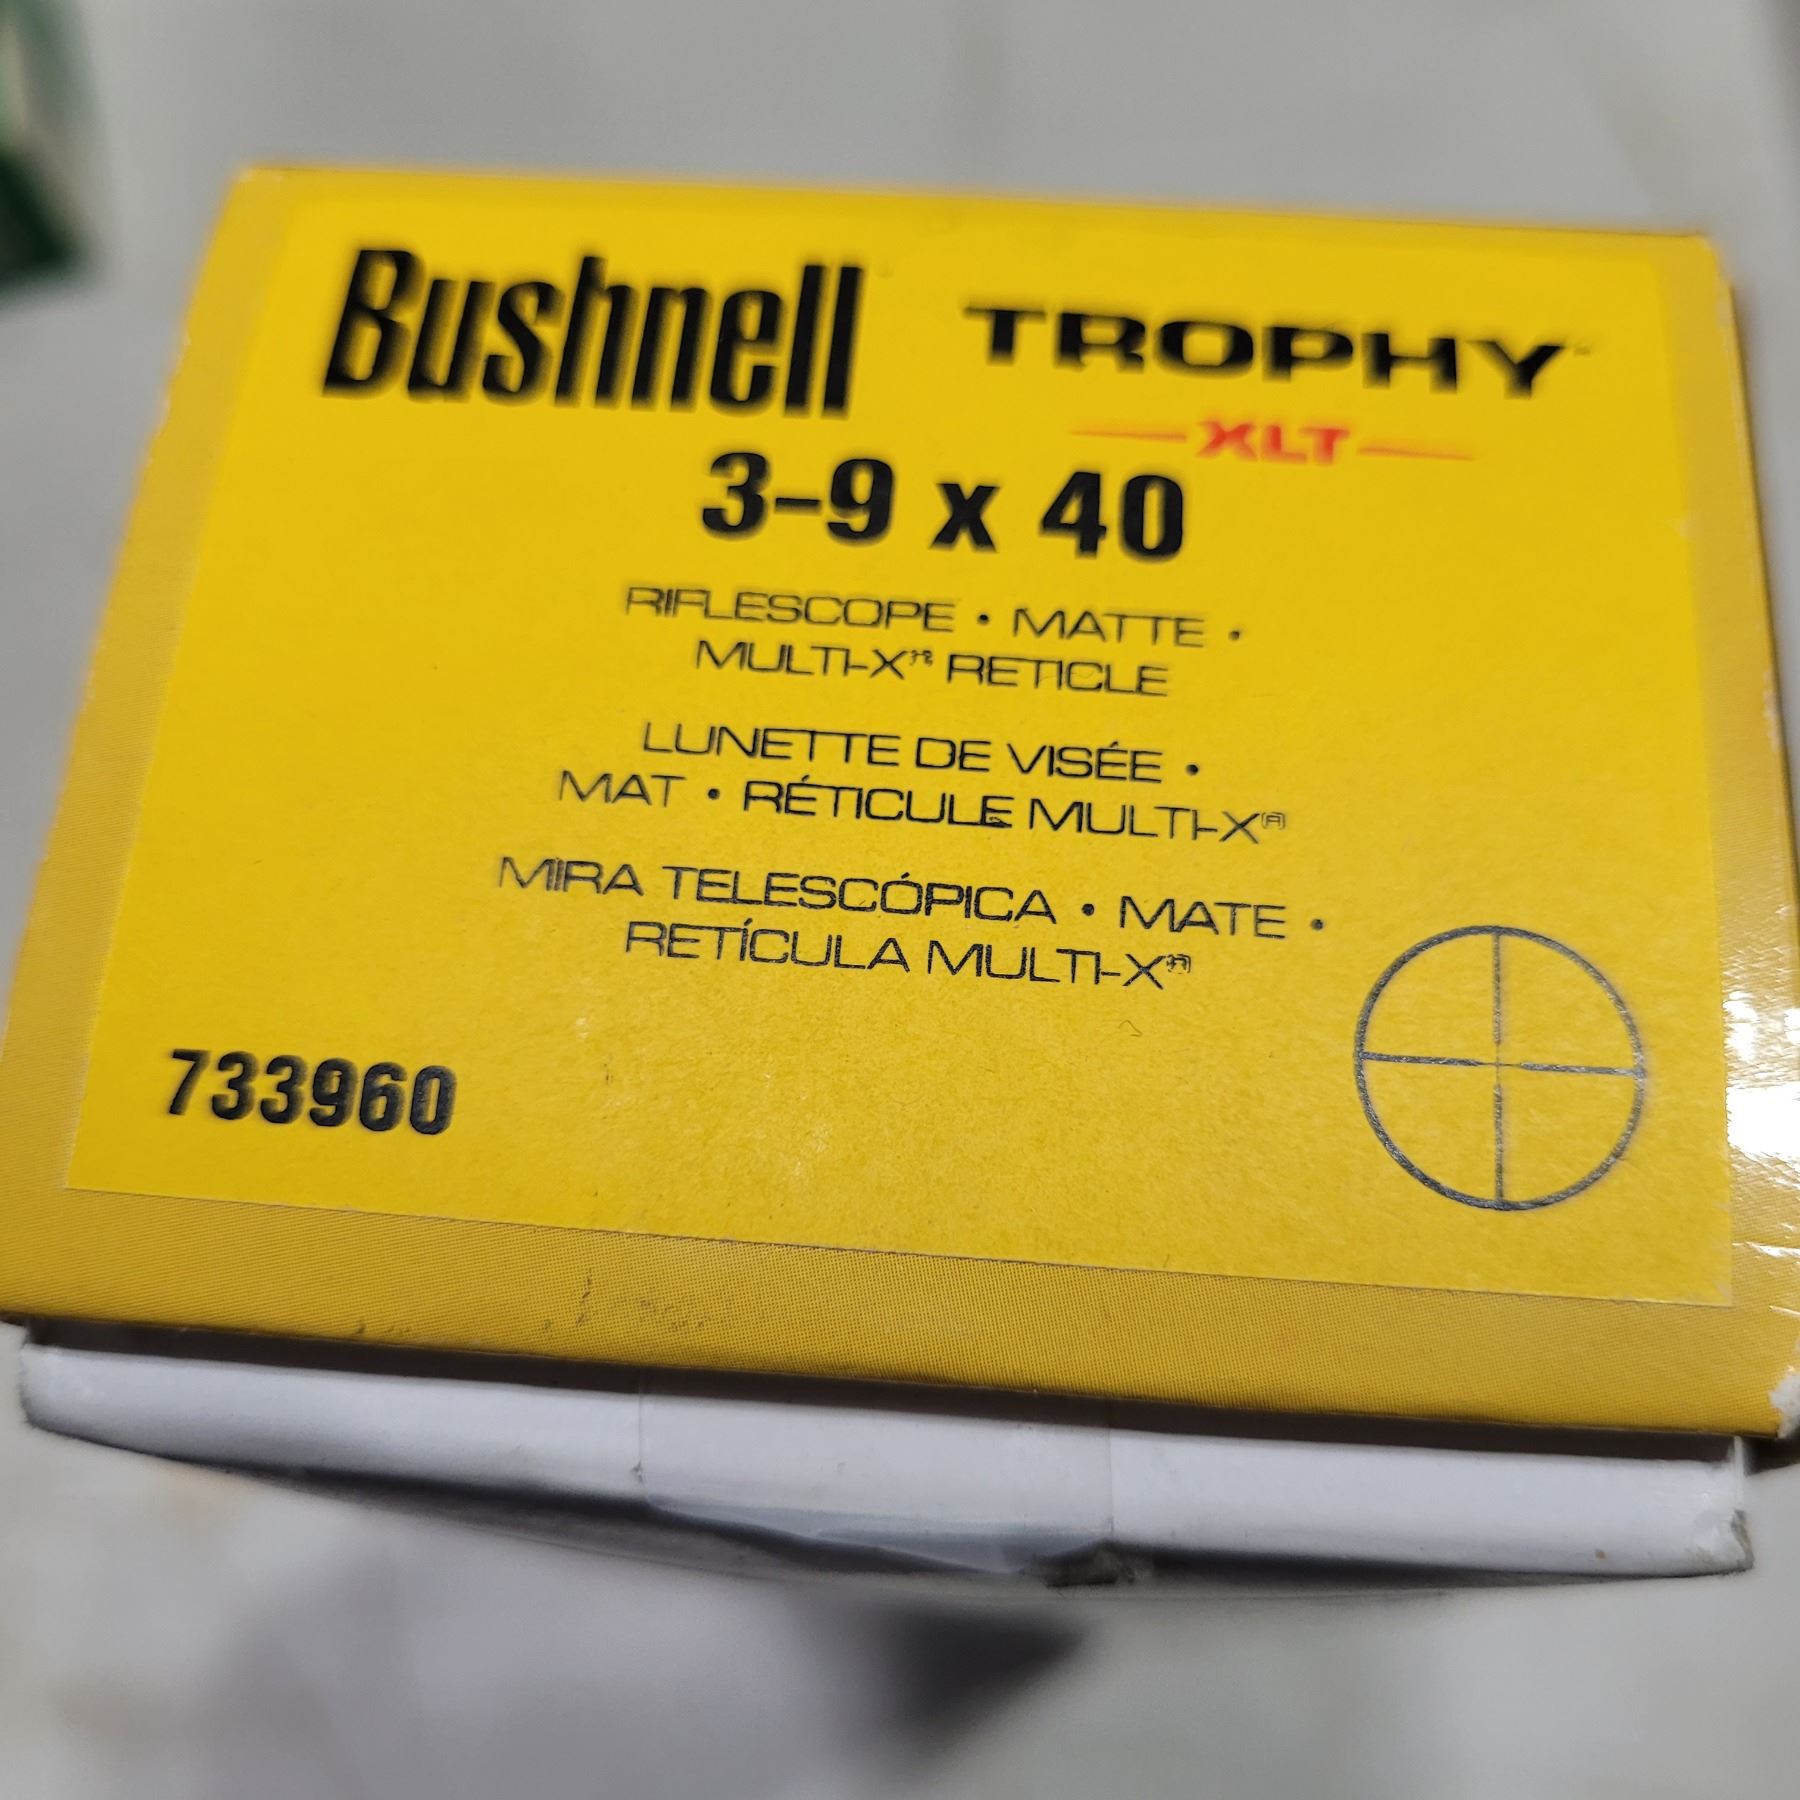 Bushnell TROPHY
XLT
3-9 x 40
RIFLESCOPE • MATTE •
MULTI-X® RETICLE
LUNETTE DE VISÉE •
MAT • RÉTICULE MULTI-X®
MIRA TELESCÓPICA • MATE •
RETÍCULA MULTI-X®
733960